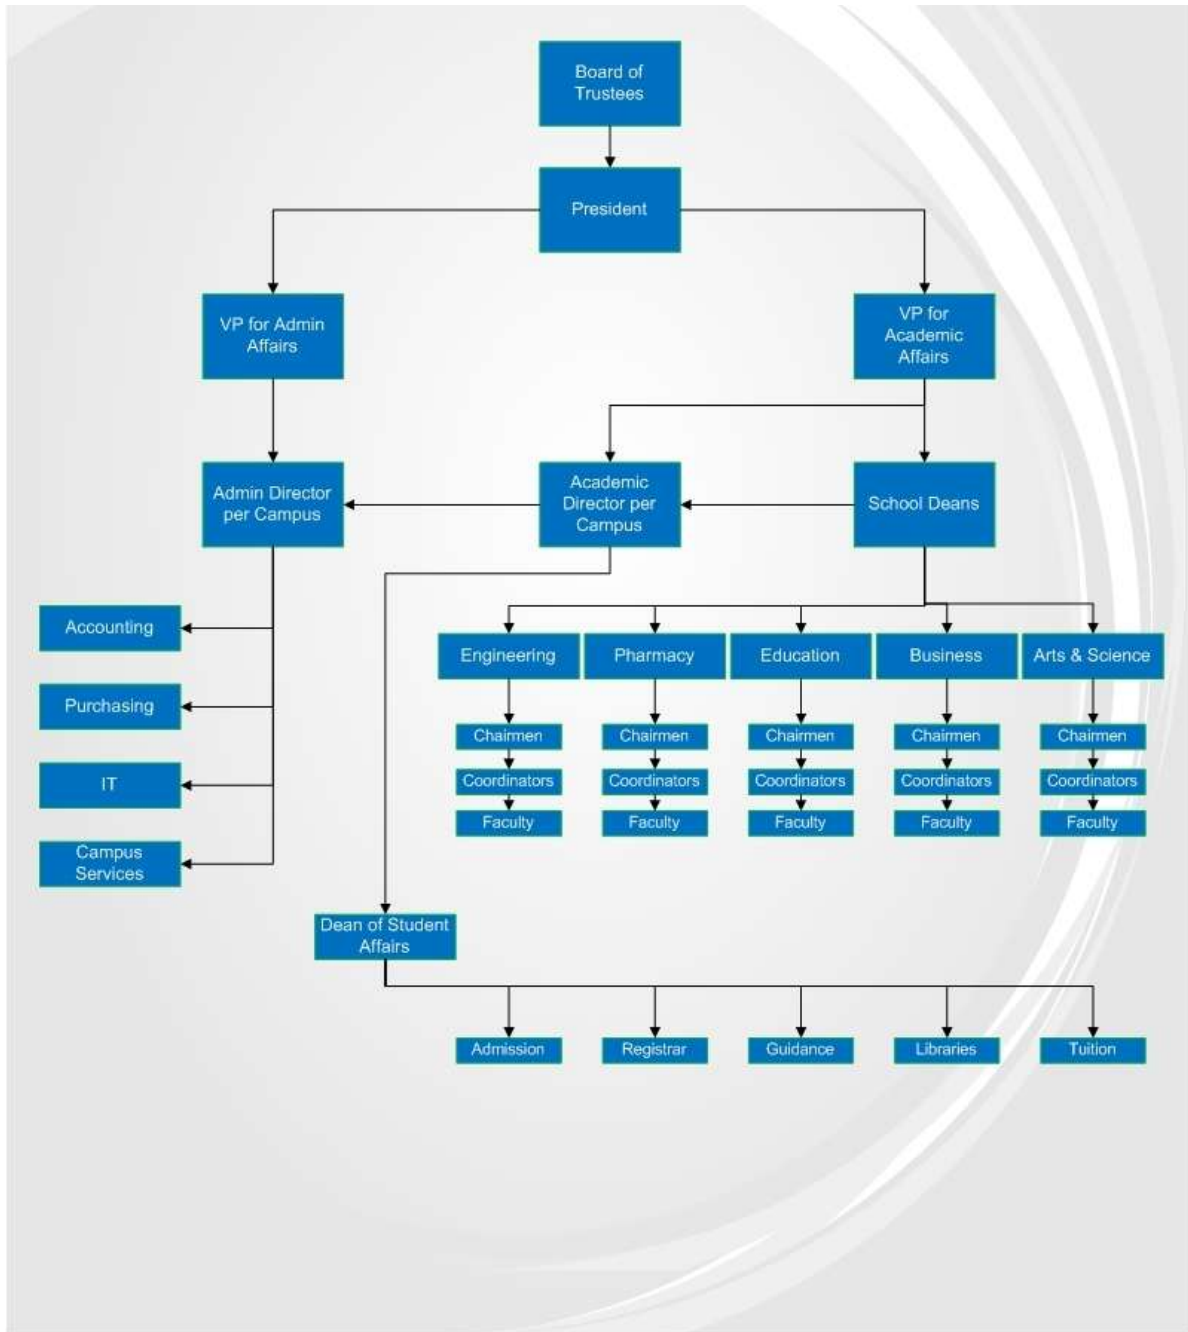 Board of
Trustees
President
VP for Admin
Affairs
VP for
Academic
Affairs
Admin Director
per Campus
Academic
Director per
Campus
School Deans
Accounting
Purchasing
IT
Campus
Services
Engineering
Pharmacy
Education
Business
Arts & Science
Chairmen
Chairmen
Chairmen
Chairmen
Chairmen
Coordinators
Coordinators
Coordinators
Coordinators
Coordinators
Faculty
Faculty
Faculty
Faculty
Faculty
Dean of Student
Affairs
Admission
Registrar
Guidance
Libraries
Tuition